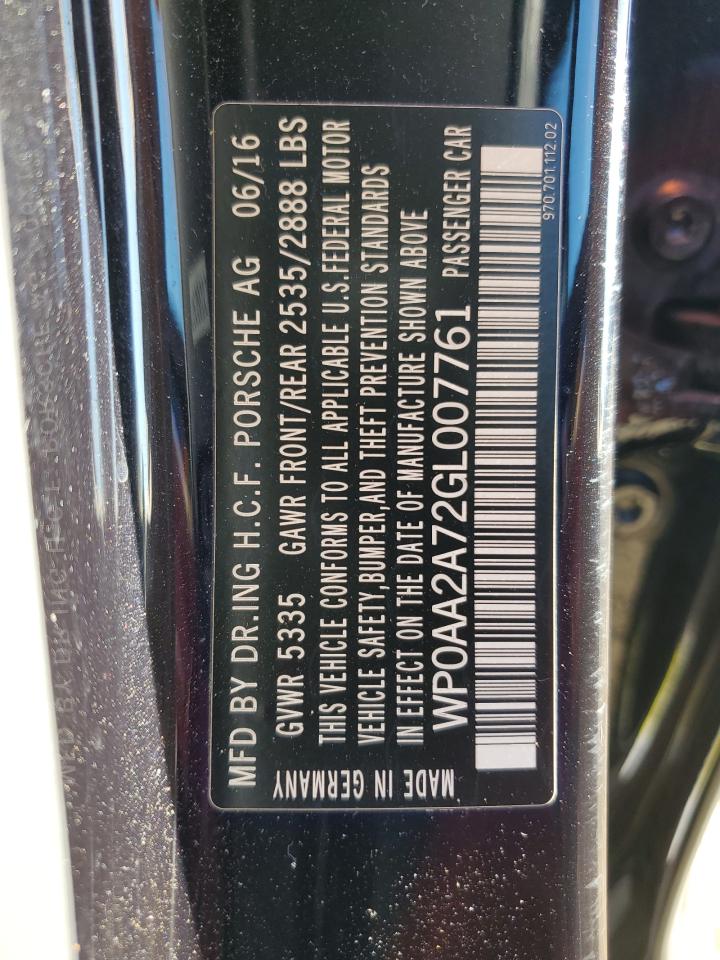 MFD BY DR.ING H.C.F. PORSCHE AG 06/16
GVWR 5335 GAWR FRONT/REAR 2535/2888 LBS
THIS VEHICLE CONFORMS TO ALL APPLICABLE U.S.FEDERAL MOTOR
VEHICLE SAFETY,BUMPER,AND THEFT PREVENTION STANDARDS
IN EFFECT ON THE DATE OF MANUFACTURE SHOWN ABOVE
WP0AA2A72GL007761 PASSENGER CAR
MADE IN GERMANY
970.701.112.02